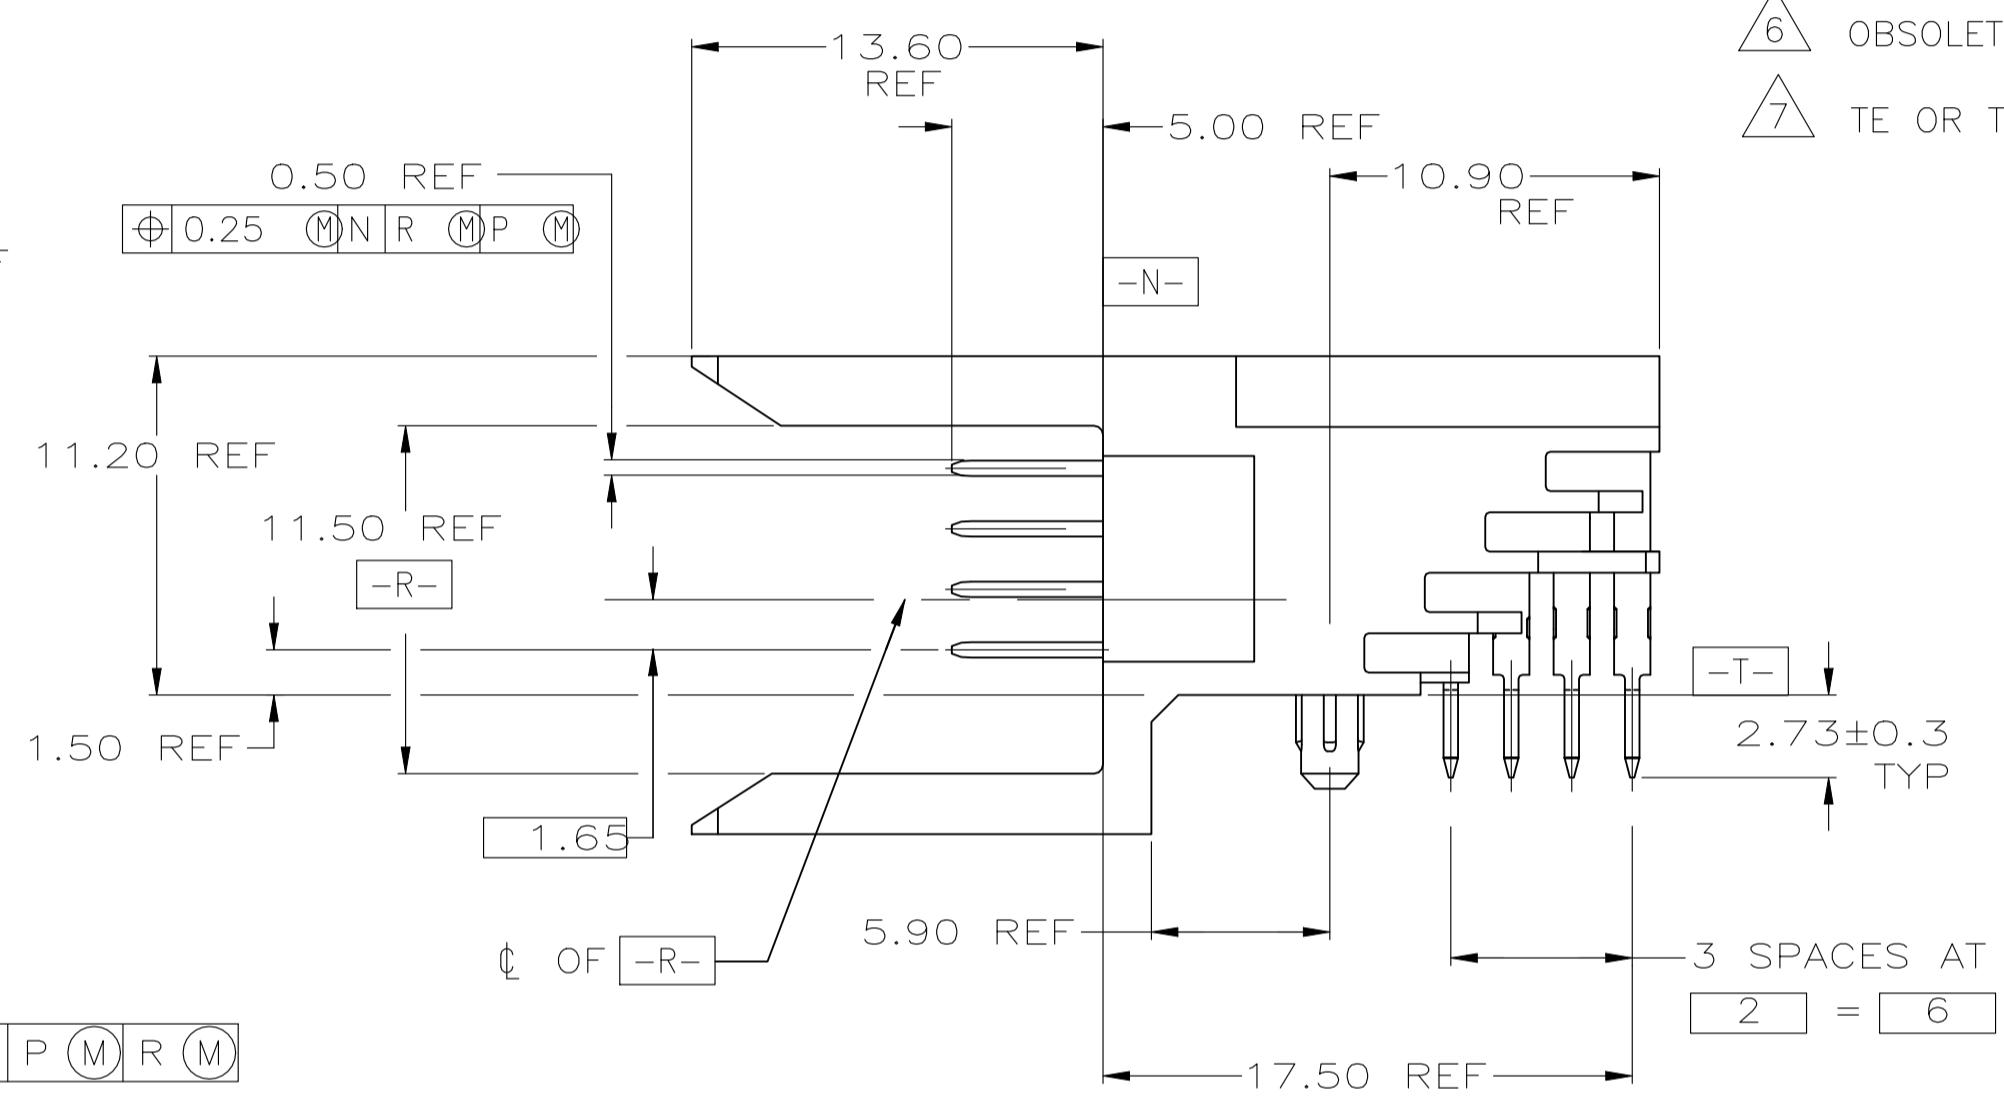 6 OBSOLET
7 TE OR T
13.60
REF
5.00 REF
10.90
REF
0.50 REF
⌖ 0.25 Ⓜ N R Ⓜ P Ⓜ
-N-
11.20 REF
11.50 REF
-R-
-T-
2.73±0.3
TYP
1.50 REF
1.65
5.90 REF
℄ OF -R-
3 SPACES AT
2 = 6
17.50 REF
P Ⓜ R Ⓜ